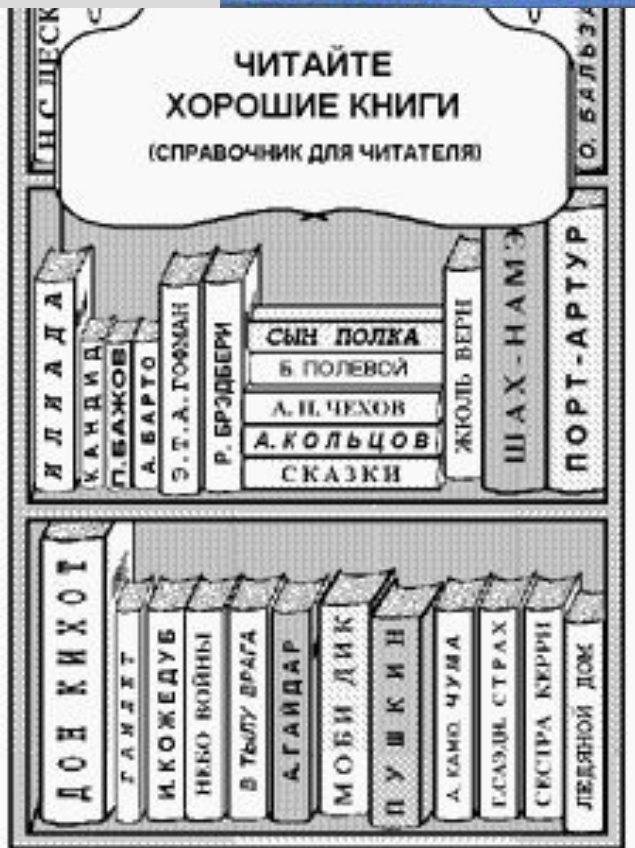 Н С ЛЕСК
ЧИТАЙТЕ
ХОРОШИЕ КНИГИ
(СПРАВОЧНИК ДЛЯ ЧИТАТЕЛЯ)
О. БАЛЬЗА
ИЛИАДА
КАНДИД
П. БАЖОВ
А. БАРТО
Э. Т. А. ГОФМАН
Р. БРЭДБЕРИ
СЫН ПОЛКА
Б. ПОЛЕВОЙ
А. П. ЧЕХОВ
А. КОЛЬЦОВ
СКАЗКИ
ЖЮЛЬ ВЕРН
ШАХ-НАМЭ
ПОРТ-АРТУР
ДОН КИХОТ
ГАМЛЕТ
И. КОЖЕДУБ
НЕБО ВОЙНЫ
В ТЫЛУ ВРАГА
А. ГАЙДАР
МОБИ ДИК
ПУШКИН
А. КАМЮ. ЧУМА
СТРАХ
СЕСТРА КЕРРИ
ЛЕДЯНОЙ ДОМ